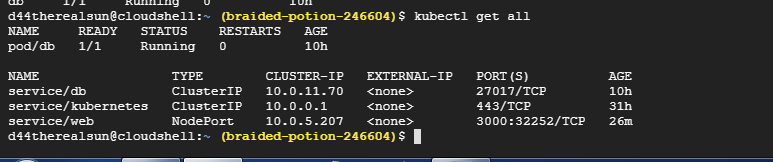 db     1/1     Running   0          10h
d44therealsun@cloudshell:~ (braided-potion-246604)$ kubectl get all
NAME     READY   STATUS    RESTARTS   AGE
pod/db   1/1     Running   0          10h
NAME                 TYPE        CLUSTER-IP    EXTERNAL-IP   PORT(S)          AGE
service/db           ClusterIP   10.0.11.70    <none>        27017/TCP        10h
service/kubernetes   ClusterIP   10.0.0.1      <none>        443/TCP          31h
service/web          NodePort    10.0.5.207    <none>        3000:32252/TCP   26m
d44therealsun@cloudshell:~ (braided-potion-246604)$